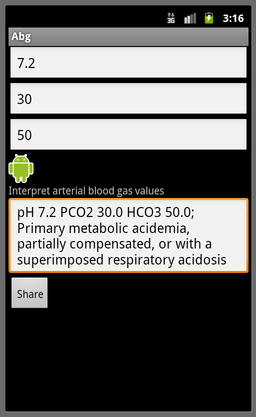 3G 3:16
Abg
7.2
30
50
Interpret arterial blood gas values
pH 7.2 PCO2 30.0 HCO3 50.0;
Primary metabolic acidemia,
partially compensated, or with a
superimposed respiratory acidosis
Share